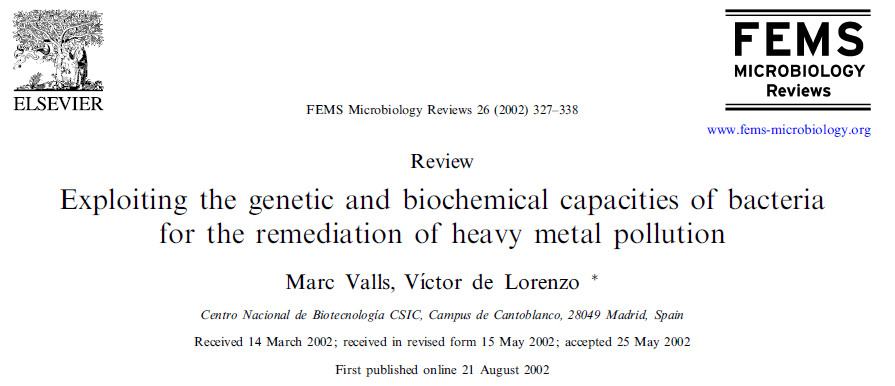 ELSEVIER
FEMS
MICROBIOLOGY
Reviews
FEMS Microbiology Reviews 26 (2002) 327–338
www.fems-microbiology.org
Review
Exploiting the genetic and biochemical capacities of bacteria
for the remediation of heavy metal pollution
Marc Valls, Víctor de Lorenzo *
Centro Nacional de Biotecnología CSIC, Campus de Cantoblanco, 28049 Madrid, Spain
Received 14 March 2002; received in revised form 15 May 2002; accepted 25 May 2002
First published online 21 August 2002